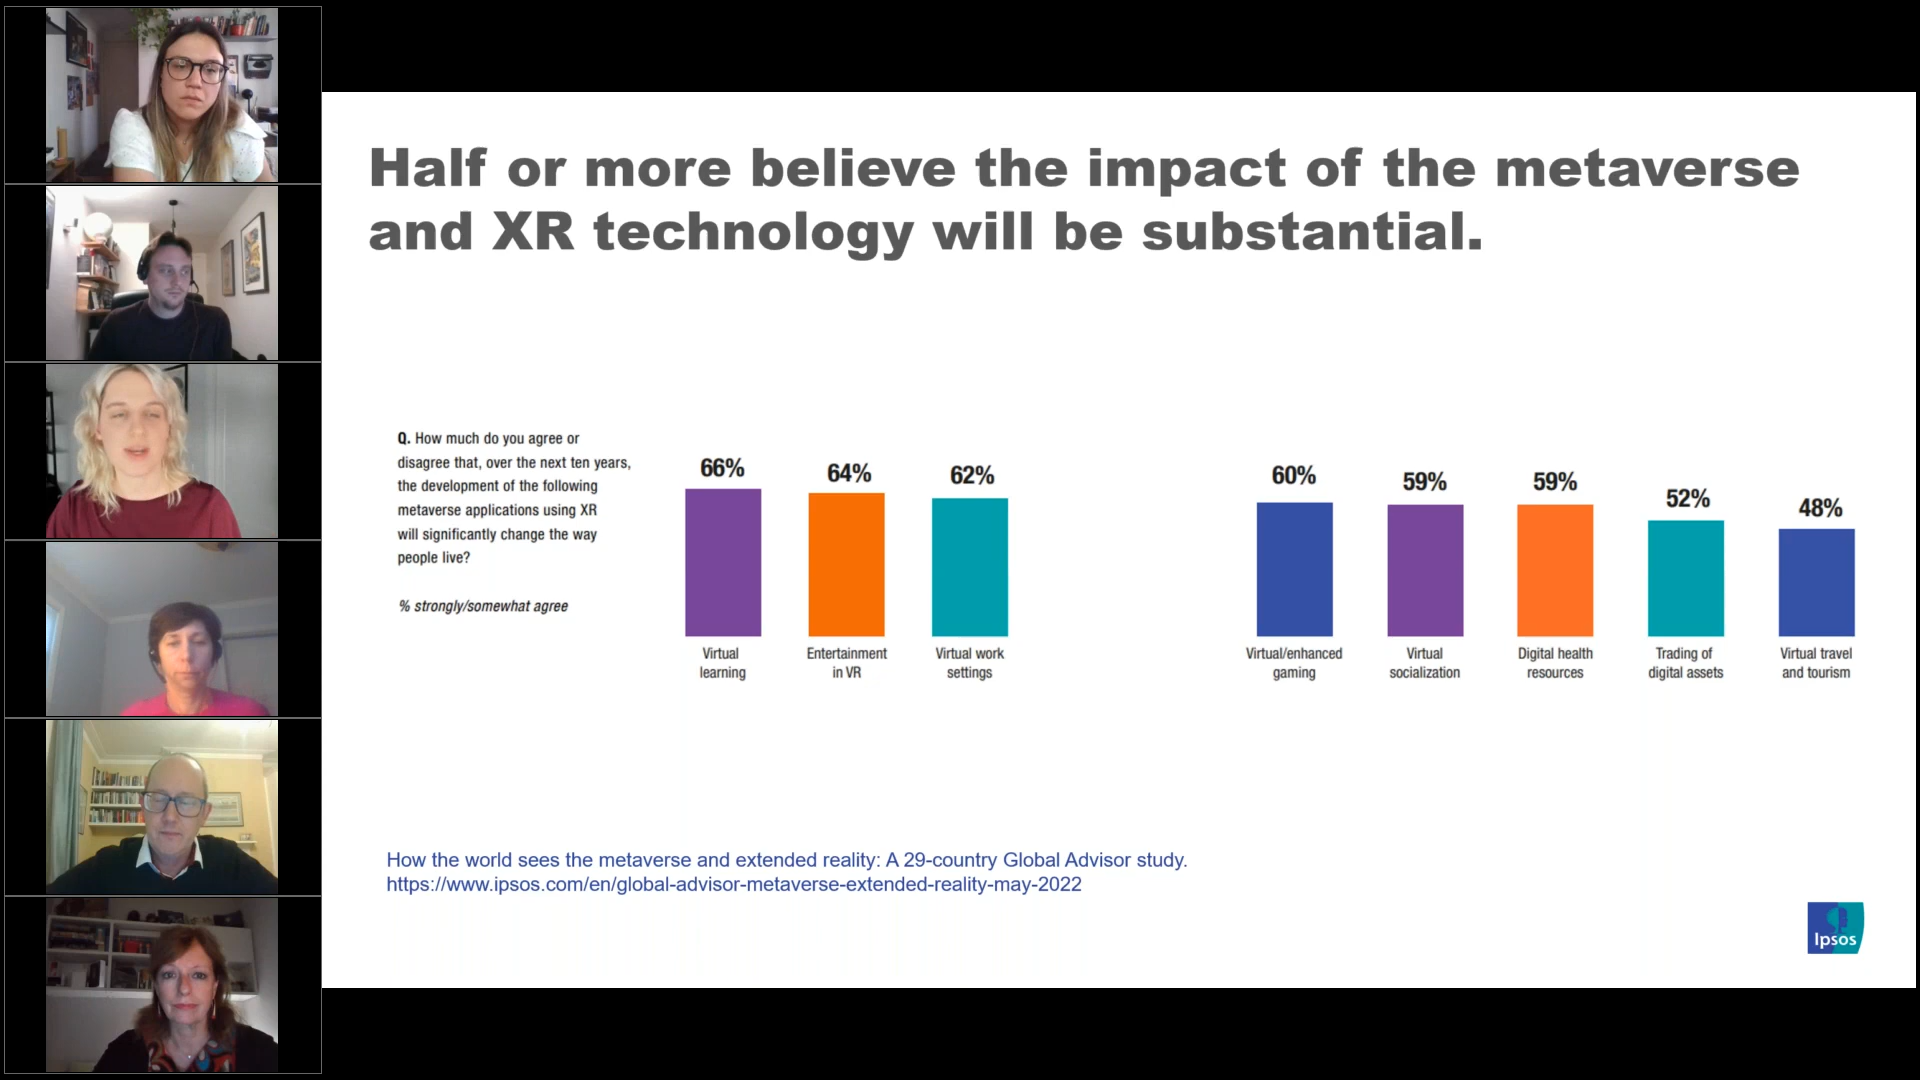 Half or more believe the impact of the metaverse
and XR technology will be substantial.
Q. How much do you agree or
disagree that, over the next ten years,
the development of the following
metaverse applications using XR
will significantly change the way
people live?
% strongly/somewhat agree
66%
64%
62%
60%
59%
59%
52%
48%
Virtual
learning
Entertainment
in VR
Virtual work
settings
Virtual/enhanced
gaming
Virtual
socialization
Digital health
resources
Trading of
digital assets
Virtual travel
and tourism
How the world sees the metaverse and extended reality: A 29-country Global Advisor study.
https://www.ipsos.com/en/global-advisor-metaverse-extended-reality-may-2022
Ipsos